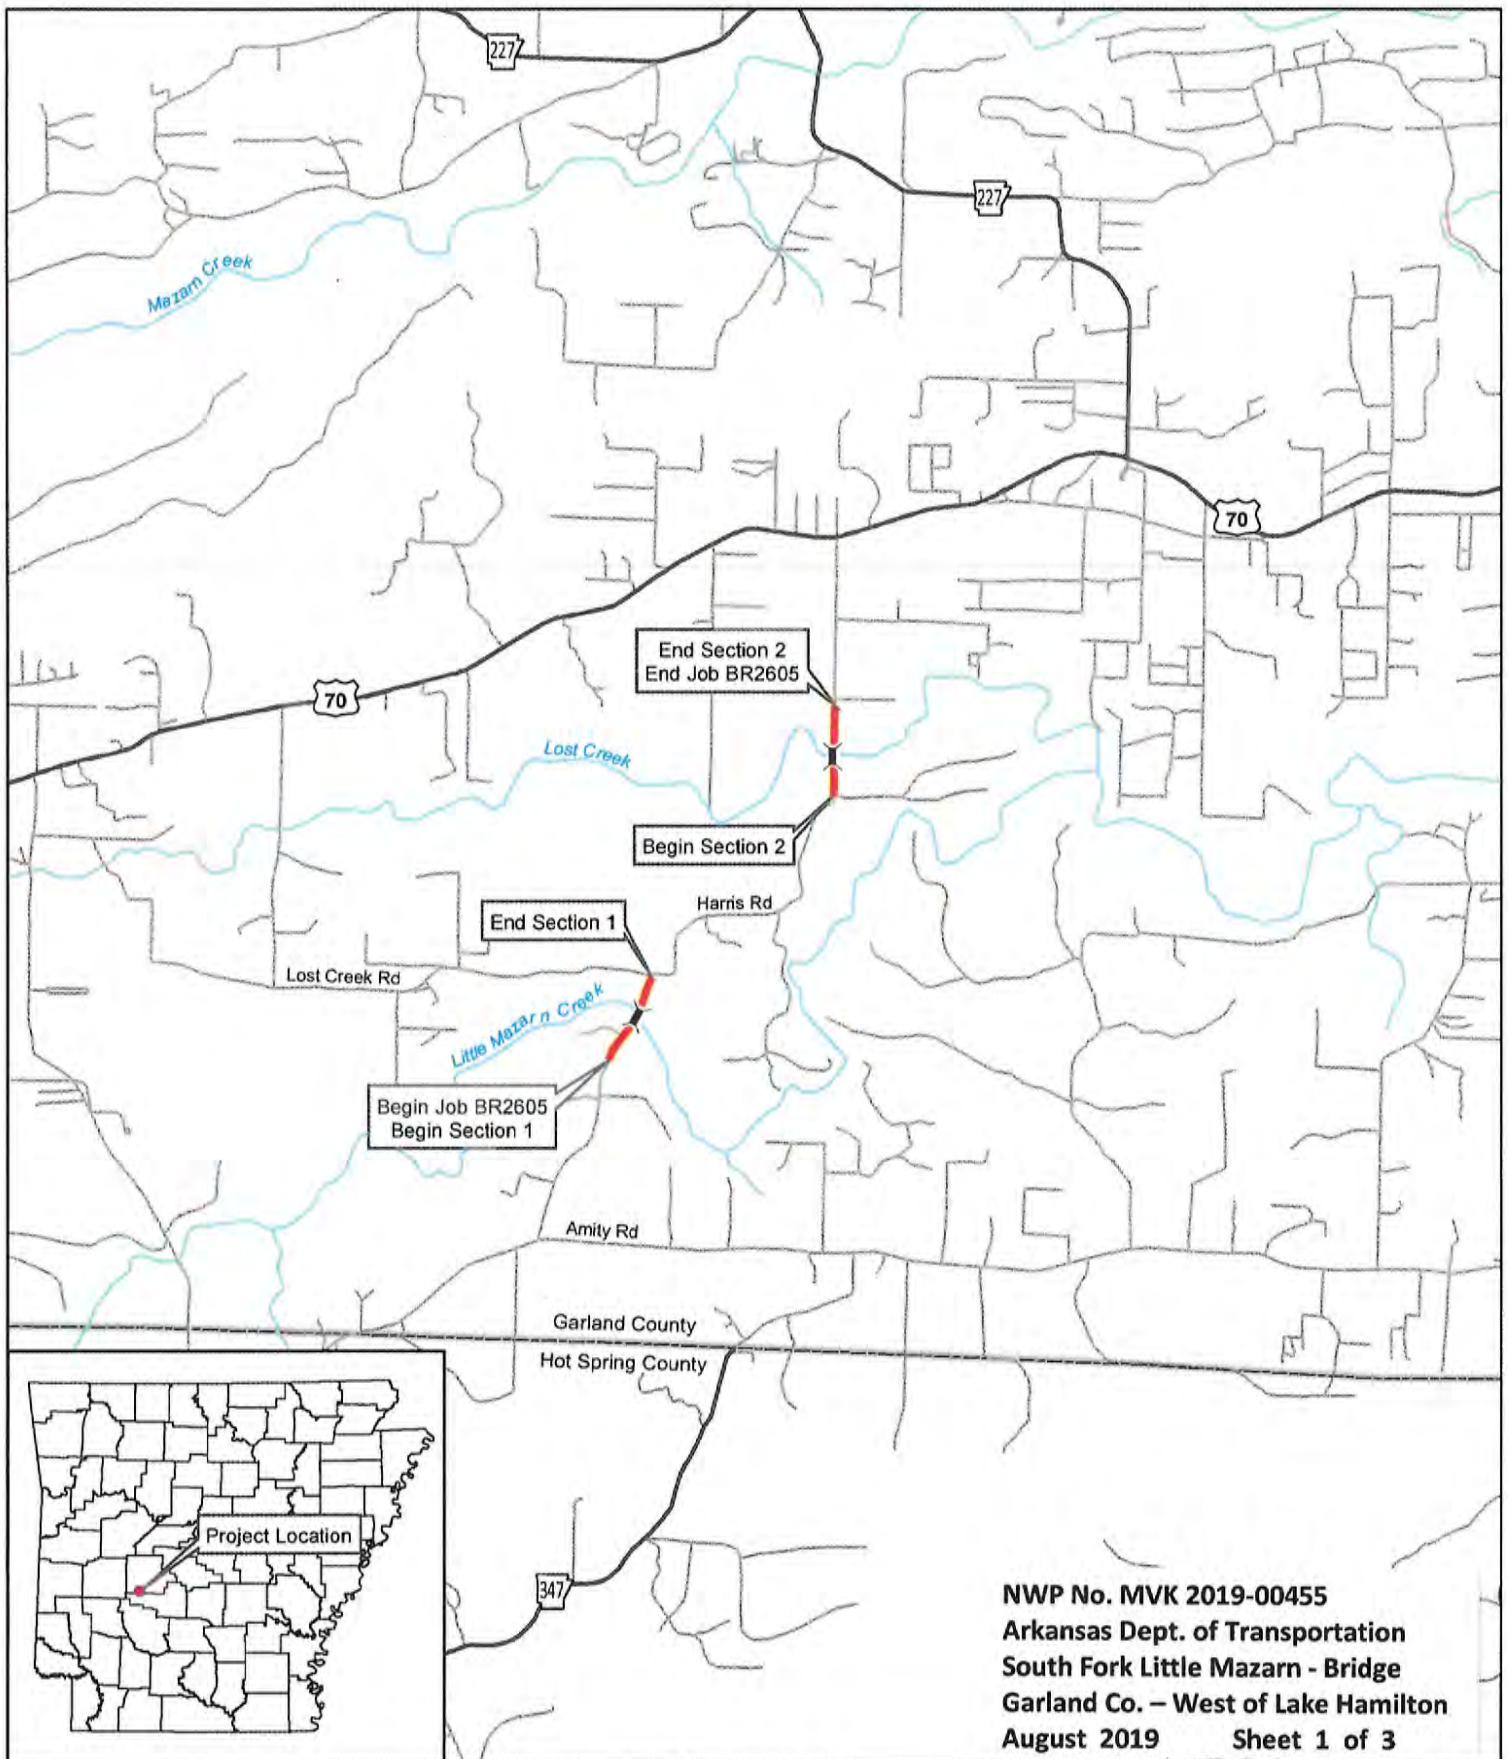 227
227
Mazarn Creek
70
End Section 2
End Job BR2605
70
Lost Creek
Begin Section 2
Harris Rd
End Section 1
Lost Creek Rd
Little Mazarn Creek
Begin Job BR2605
Begin Section 1
Amity Rd
Garland County
Hot Spring County
Project Location
347
NWP No. MVK 2019-00455
Arkansas Dept. of Transportation
South Fork Little Mazarn - Bridge
Garland Co. – West of Lake Hamilton
August 2019 Sheet 1 of 3